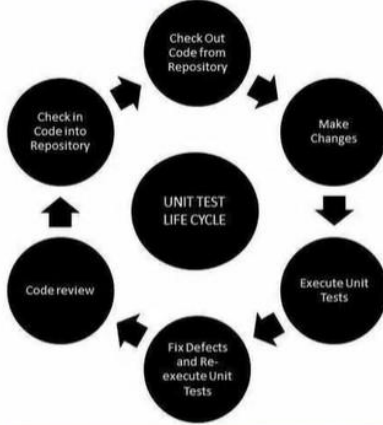 Check Out
Code from
Repository
Make
Changes
Execute Unit
Tests
Fix Defects
and Re-
execute Unit
Tests
Code review
Check in
Code into
Repository
UNIT TEST
LIFE CYCLE